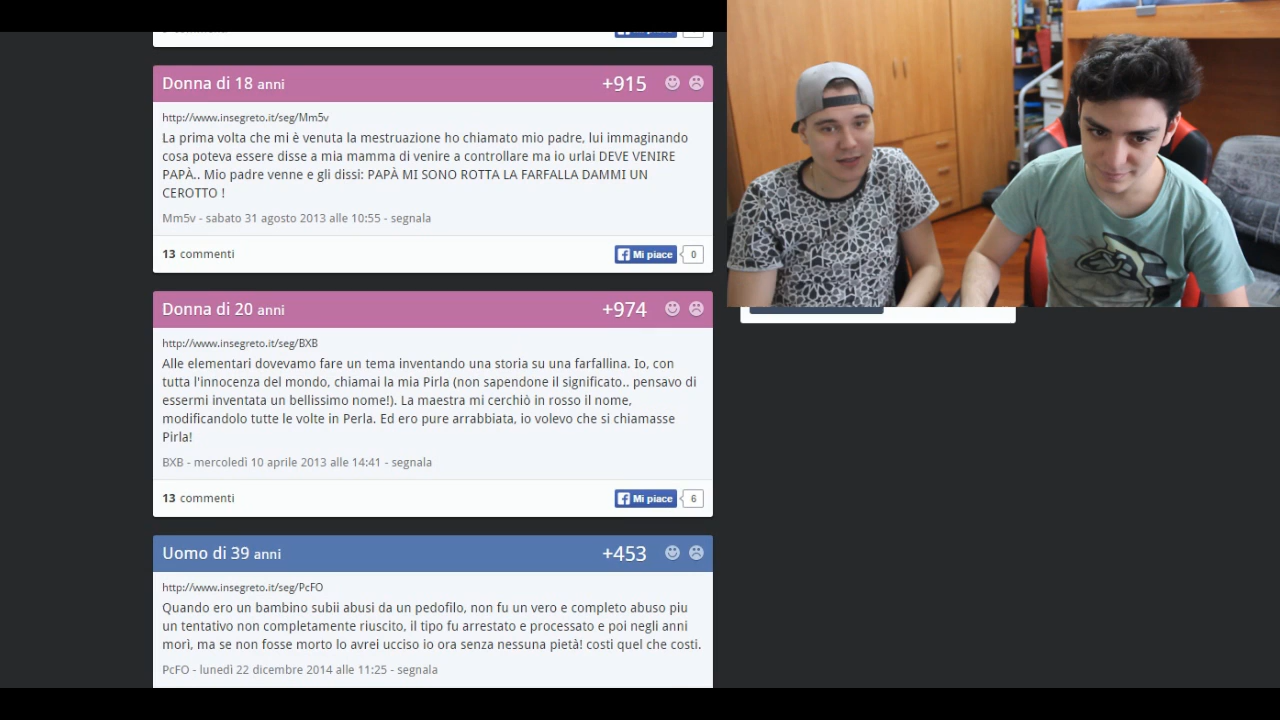 Donna di 18 anni +915
http://www.insegreto.it/seg/Mm5v
La prima volta che mi è venuta la mestruazione ho chiamato mio padre, lui immaginando
cosa poteva essere disse a mia mamma di venire a controllare ma io urlai DEVE VENIRE
PAPÀ.. Mio padre venne e gli dissi: PAPÀ MI SONO ROTTA LA FARFALLA DAMMI UN
CEROTTO !
Mm5v - sabato 31 agosto 2013 alle 10:55 - segnala
13 commenti Mi piace 0
Donna di 20 anni +974
http://www.insegreto.it/seg/BXB
Alle elementari dovevamo fare un tema inventando una storia su una farfallina. Io, con
tutta l'innocenza del mondo, chiamai la mia Pirla (non sapendone il significato.. pensavo di
essermi inventata un bellissimo nome!). La maestra mi cerchiò in rosso il nome,
modificandolo tutte le volte in Perla. Ed ero pure arrabbiata, io volevo che si chiamasse
Pirla!
BXB - mercoledì 10 aprile 2013 alle 14:41 - segnala
13 commenti Mi piace 6
Uomo di 39 anni +453
http://www.insegreto.it/seg/PcFO
Quando ero un bambino subii abusi da un pedofilo, non fu un vero e completo abuso piu
un tentativo non completamente riuscito, il tipo fu arrestato e processato e poi negli anni
morì, ma se non fosse morto lo avrei ucciso io ora senza nessuna pietà! costi quel che costi.
PcFO - lunedì 22 dicembre 2014 alle 11:25 - segnala